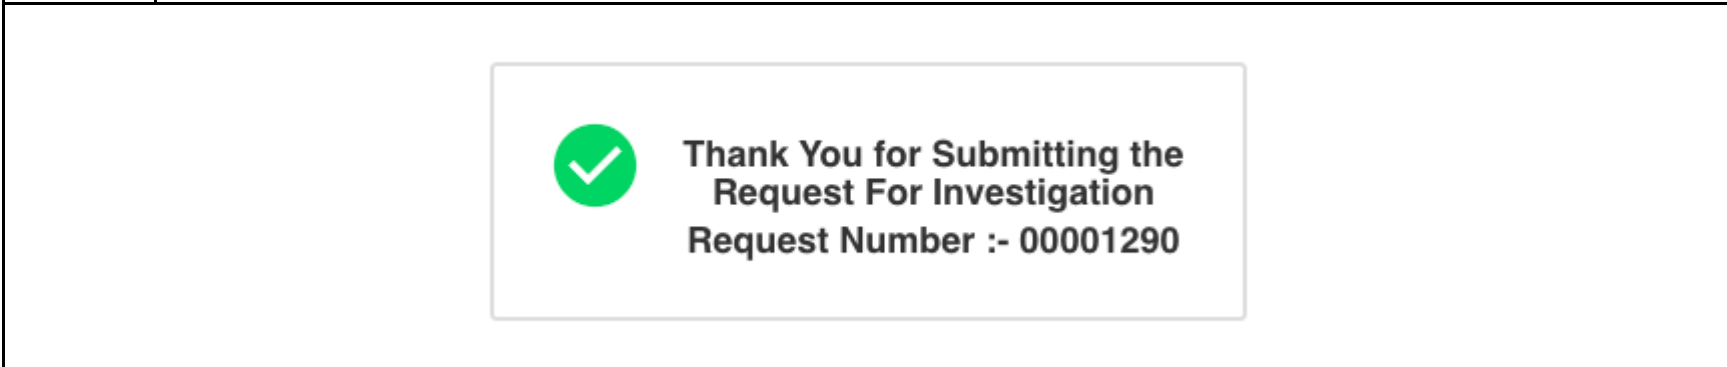 Thank You for Submitting the
Request For Investigation
Request Number :- 00001290